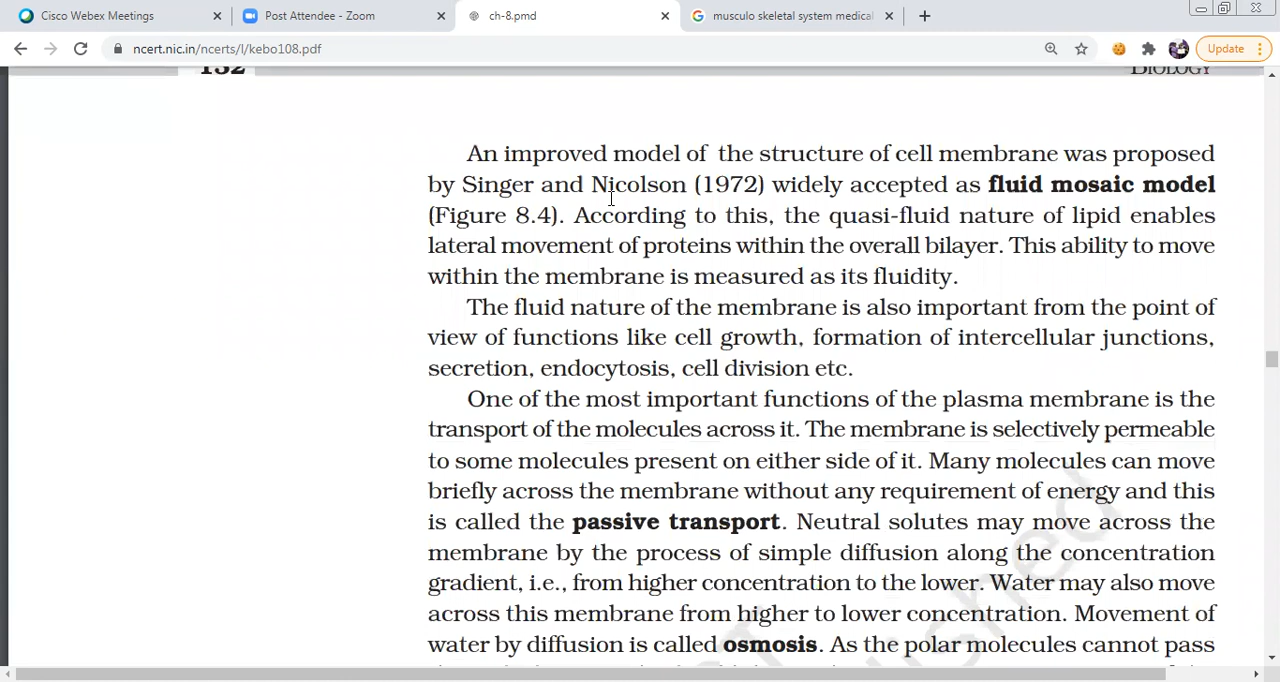 Cisco Webex Meetings
Post Attendee - Zoom
ch-8.pmd
musculo skeletal system medical
ncert.nic.in/ncerts/l/kebo108.pdf
Update
132
BIOLOGY
An improved model of the structure of cell membrane was proposed
by Singer and Nicolson (1972) widely accepted as fluid mosaic model
(Figure 8.4). According to this, the quasi-fluid nature of lipid enables
lateral movement of proteins within the overall bilayer. This ability to move
within the membrane is measured as its fluidity.
The fluid nature of the membrane is also important from the point of
view of functions like cell growth, formation of intercellular junctions,
secretion, endocytosis, cell division etc.
One of the most important functions of the plasma membrane is the
transport of the molecules across it. The membrane is selectively permeable
to some molecules present on either side of it. Many molecules can move
briefly across the membrane without any requirement of energy and this
is called the passive transport. Neutral solutes may move across the
membrane by the process of simple diffusion along the concentration
gradient, i.e., from higher concentration to the lower. Water may also move
across this membrane from higher to lower concentration. Movement of
water by diffusion is called osmosis. As the polar molecules cannot pass